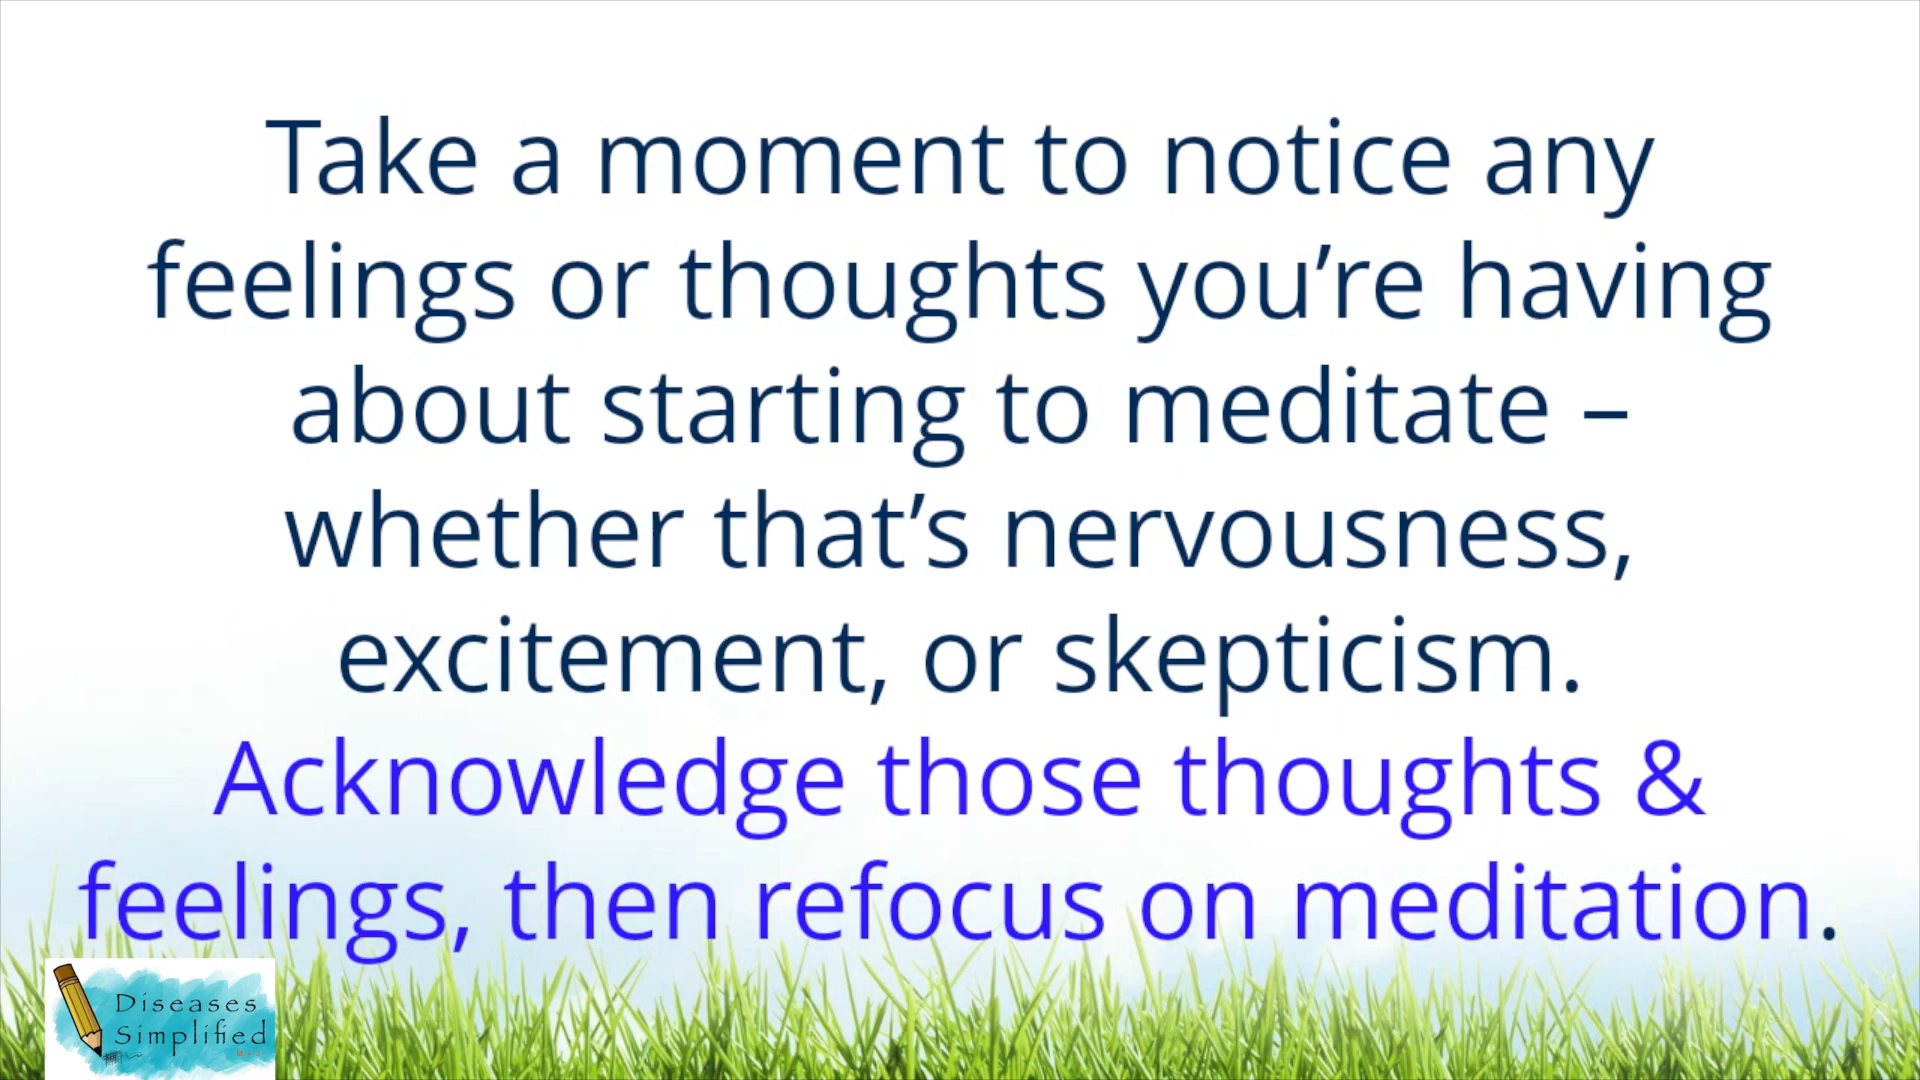 Take a moment to notice any
feelings or thoughts you’re having
about starting to meditate –
whether that’s nervousness,
excitement, or skepticism.
Acknowledge those thoughts &
feelings, then refocus on meditation.
Diseases
Simplified